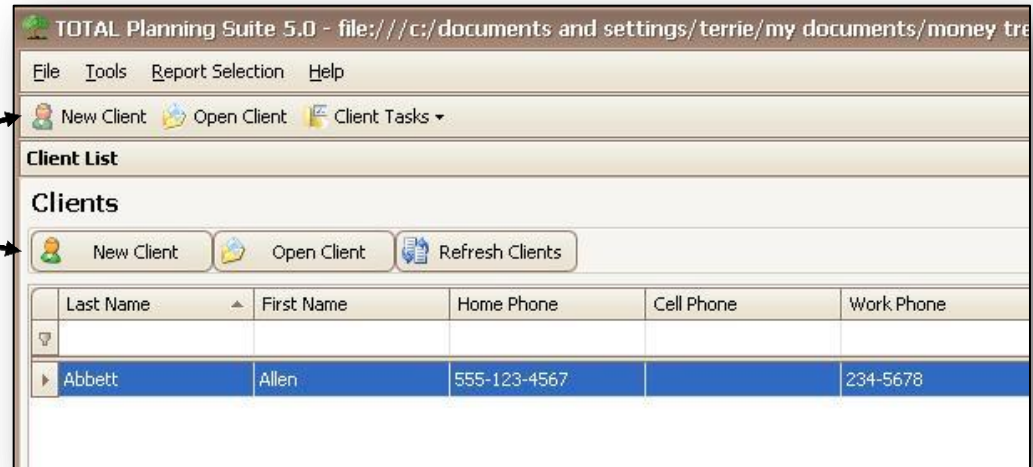 TOTAL Planning Suite 5.0 - file:///c:/documents and settings/terrie/my documents/money tre
File Tools Report Selection Help
New Client Open Client Client Tasks
Client List
Clients
New Client Open Client Refresh Clients
Last Name First Name Home Phone Cell Phone Work Phone
Abbett Allen 555-123-4567 234-5678